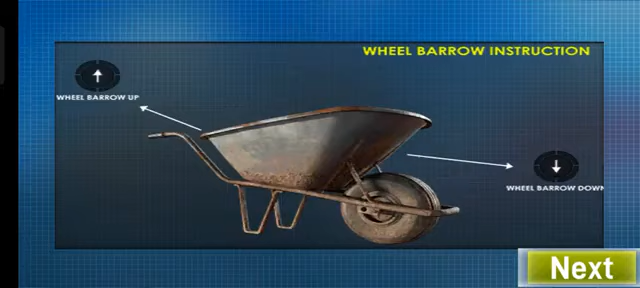 WHEEL BARROW INSTRUCTION
WHEEL BARROW UP
WHEEL BARROW DOWN
Next